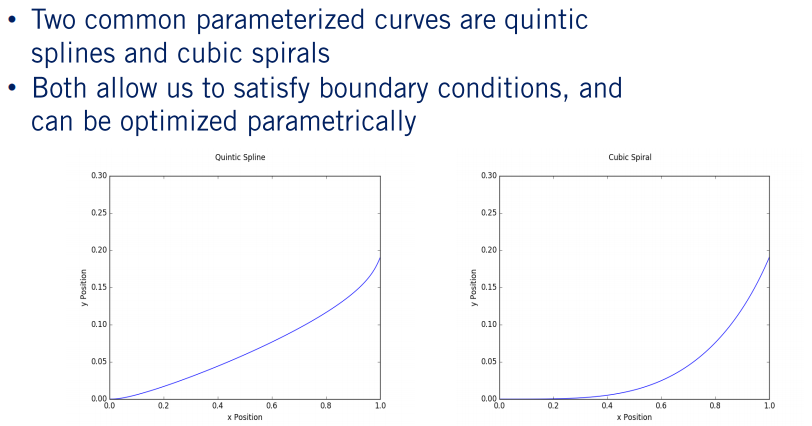 • Two common parameterized curves are quintic
splines and cubic spirals
• Both allow us to satisfy boundary conditions, and
can be optimized parametrically
Quintic Spline
0.30
0.25
0.20
0.15
0.10
0.05
0.00
y Position
0.0 0.2 0.4 0.6 0.8 1.0
x Position
Cubic Spiral
0.30
0.25
0.20
0.15
0.10
0.05
0.00
y Position
0.0 0.2 0.4 0.6 0.8 1.0
x Position